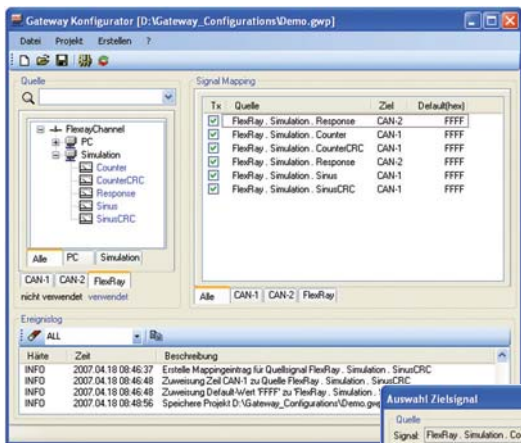 Gateway Konfigurator [D:\Gateway_Configurations\Demo.gwp]
Datei Projekt Erstellen ?
Quelle
FlexrayChannel
PC
Simulation
Counter
CounterCRC
Response
Sinus
SinusCRC
Alle PC Simulation
CAN-1 CAN-2 FlexRay
nicht verwendet verwendet
Signal Mapping
Tx Quelle Ziel Default(hex)
FlexRay . Simulation . Response CAN-2 FFFF
FlexRay . Simulation . Counter CAN-1 FFFF
FlexRay . Simulation . CounterCRC CAN-1 FFFF
FlexRay . Simulation . Response CAN-2 FFFF
FlexRay . Simulation . Sinus CAN-1 FFFF
FlexRay . Simulation . SinusCRC CAN-1 FFFF
Alle CAN-1 CAN-2 FlexRay
Ereignislog
ALL
Härte Zeit Beschreibung
INFO 2007.04.18 08:46:37 Erstelle Mappingeintrag für Quellsignal FlexRay . Simulation . SinusCRC
INFO 2007.04.18 08:46:48 Zuweisung Ziel CAN-1 zu Quelle FlexRay . Simulation . SinusCRC
INFO 2007.04.18 08:46:48 Zuweisung Default-Wert 'FFFF' zu 'FlexRay . Simulation .
INFO 2007.04.18 08:48:56 Speichere Projekt D:\Gateway_Configurations\Demo.gwp
Auswahl Zielsignal
Quelle
Signal: FlexRay . Simulation . Co